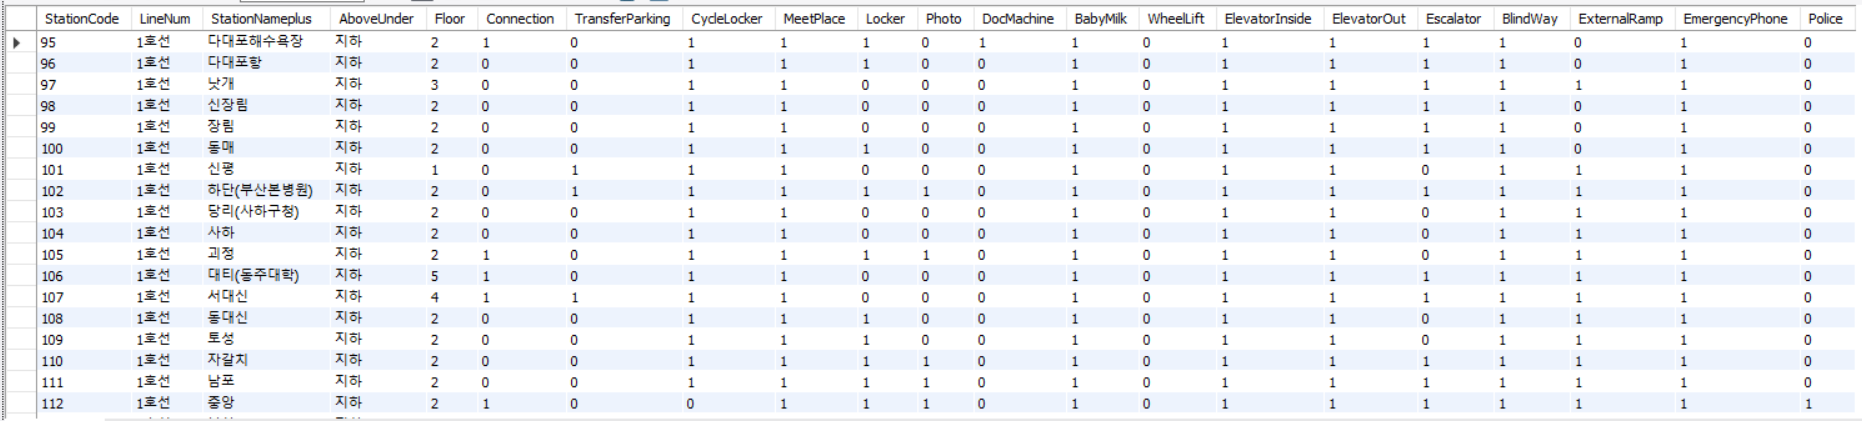 StationCode LineNum StationNameplus AboveUnder Floor Connection TransferParking CycleLocker MeetPlace Locker Photo DocMachine BabyMilk WheelLift ElevatorInside ElevatorOut Escalator BlindWay ExternalRamp EmergencyPhone Police
95 1호선 다대포해수욕장 지하 2 1 0 1 1 1 0 1 1 0 1 1 1 1 0 1 0
96 1호선 다대포항 지하 2 0 0 1 1 1 0 0 1 0 1 1 1 1 0 1 0
97 1호선 낫개 지하 3 0 0 1 1 0 0 0 1 0 1 1 1 1 1 1 0
98 1호선 신장림 지하 2 0 0 1 1 0 0 0 1 0 1 1 1 1 0 1 0
99 1호선 장림 지하 2 0 0 1 1 0 0 0 1 0 1 1 1 1 0 1 0
100 1호선 동매 지하 2 0 0 1 1 1 0 0 1 0 1 1 1 1 0 1 0
101 1호선 신평 지하 1 0 1 1 1 0 0 0 1 0 1 1 0 1 1 1 0
102 1호선 하단(부산본병원) 지하 2 0 1 1 1 1 1 0 1 0 1 1 1 1 1 1 0
103 1호선 당리(사하구청) 지하 2 0 0 1 1 0 0 0 1 0 1 1 0 1 1 1 0
104 1호선 사하 지하 2 0 0 1 1 0 0 0 1 0 1 1 0 1 1 1 0
105 1호선 괴정 지하 2 1 0 1 1 1 1 0 1 0 1 1 0 1 1 1 0
106 1호선 대티(동주대학) 지하 5 1 0 1 1 0 0 0 1 0 1 1 1 1 1 1 0
107 1호선 서대신 지하 4 1 1 1 1 0 0 0 1 0 1 1 1 1 1 1 0
108 1호선 동대신 지하 2 0 0 1 1 1 0 0 1 0 1 1 0 1 1 1 0
109 1호선 토성 지하 2 0 0 1 1 1 0 0 1 0 1 1 0 1 1 1 0
110 1호선 자갈치 지하 2 0 0 1 1 1 1 0 1 0 1 1 1 1 1 1 0
111 1호선 남포 지하 2 0 0 1 1 1 1 0 1 0 1 1 1 1 1 1 0
112 1호선 중앙 지하 2 1 0 0 1 1 1 0 1 0 1 1 1 1 1 1 1